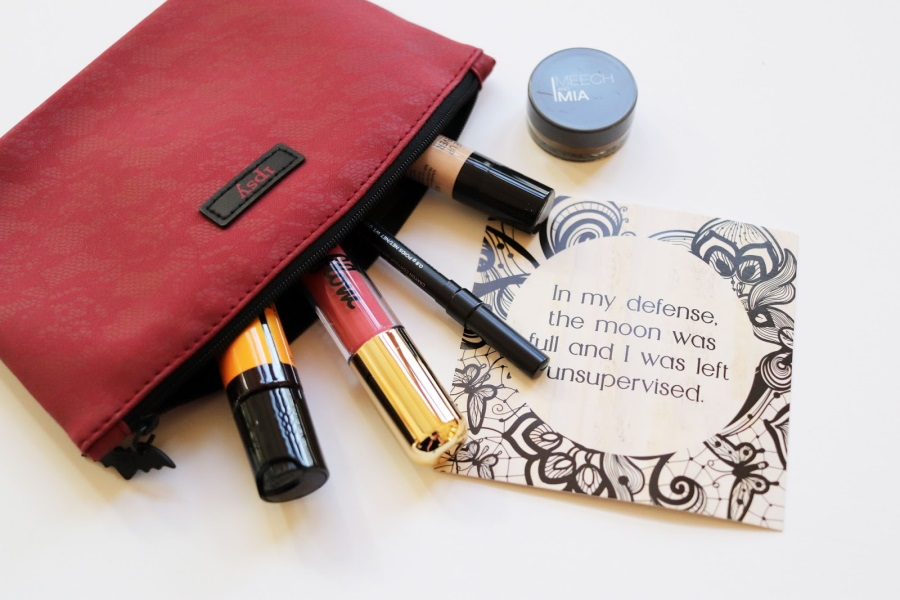 MEECH
N
MIA
ipsy
In my defense,
the moon was
full and I was left
unsupervised.